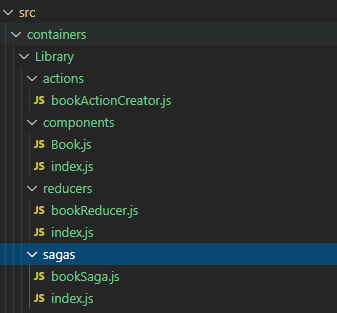 src
containers
Library
actions
JS bookActionCreator.js
components
JS Book.js
JS index.js
reducers
JS bookReducer.js
JS index.js
sagas
JS bookSaga.js
JS index.js